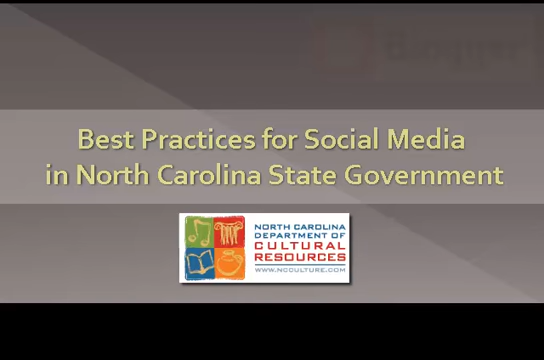 Best Practices for Social Media
in North Carolina State Government
NORTH CAROLINA
DEPARTMENT OF
CULTURAL
RESOURCES
WWW.NCCULTURE.COM